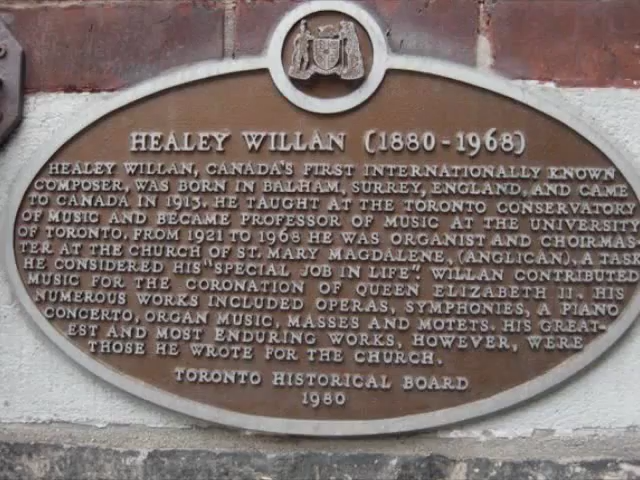 HEALEY WILLAN (1880-1968)
HEALEY WILLAN, CANADA'S FIRST INTERNATIONALLY KNOWN
COMPOSER, WAS BORN IN BALHAM, SURREY, ENGLAND, AND CAME
TO CANADA IN 1913. HE TAUGHT AT THE TORONTO CONSERVATORY
OF MUSIC AND BECAME PROFESSOR OF MUSIC AT THE UNIVERSITY
OF TORONTO. FROM 1921 TO 1968 HE WAS ORGANIST AND CHOIRMAS-
TER AT THE CHURCH OF ST. MARY MAGDALENE, (ANGLICAN), A TASK
HE CONSIDERED HIS "SPECIAL JOB IN LIFE". WILLAN CONTRIBUTED
MUSIC FOR THE CORONATION OF QUEEN ELIZABETH II. HIS
NUMEROUS WORKS INCLUDED OPERAS, SYMPHONIES, A PIANO
CONCERTO, ORGAN MUSIC, MASSES AND MOTETS. HIS GREAT-
EST AND MOST ENDURING WORKS, HOWEVER, WERE
THOSE HE WROTE FOR THE CHURCH.
TORONTO HISTORICAL BOARD
1980